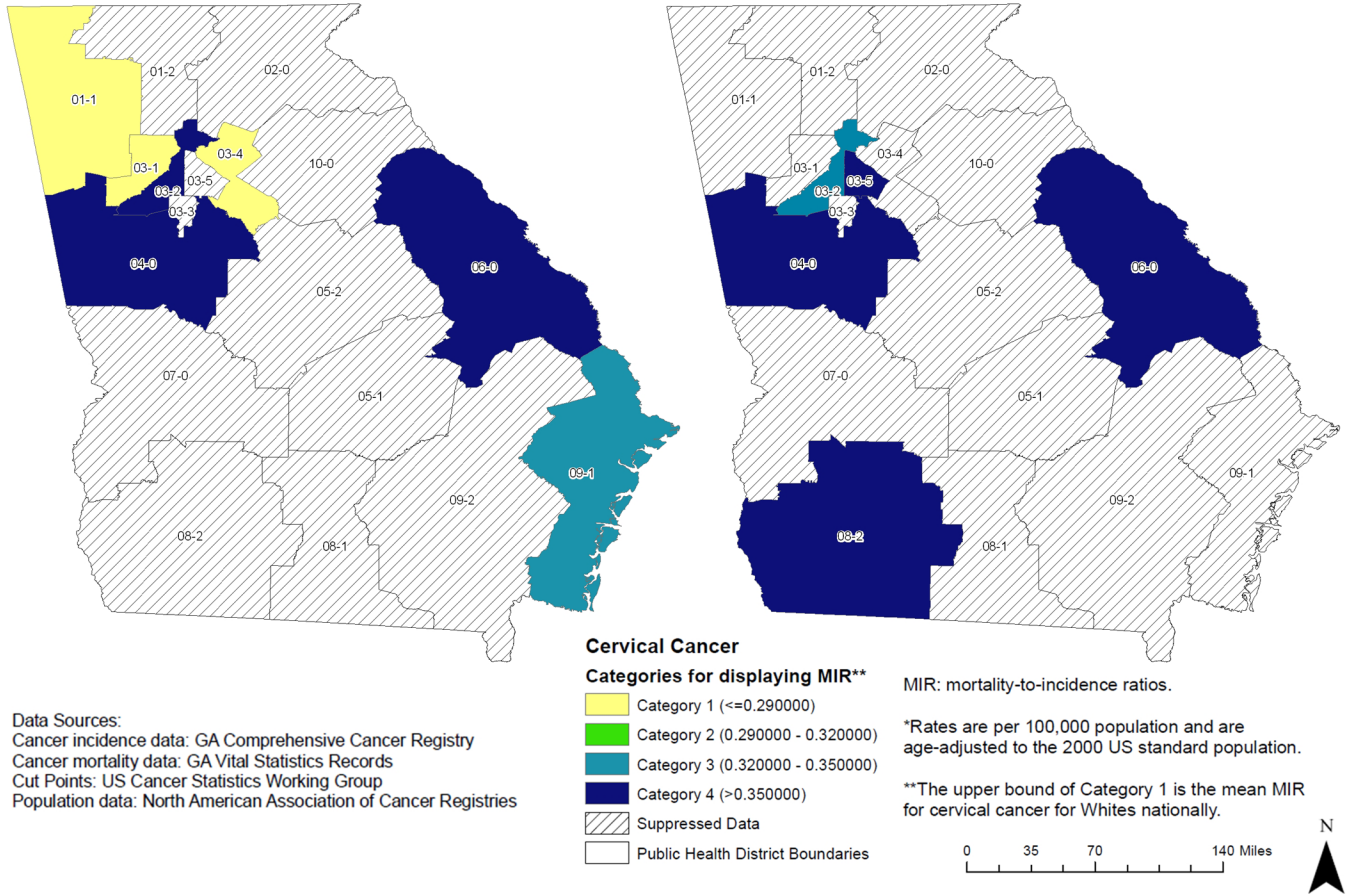 01-1
01-2
02-0
03-1
03-4
10-0
03-2
03-5
03-3
04-0
05-2
06-0
07-0
05-1
09-1
09-2
08-2
08-1
01-1
01-2
02-0
03-1
03-4
10-0
03-2
03-5
03-3
04-0
05-2
06-0
07-0
05-1
09-1
09-2
08-2
08-1
Cervical Cancer
Categories for displaying MIR**
Category 1 (<=0.290000)
Category 2 (0.290000 - 0.320000)
Category 3 (0.320000 - 0.350000)
Category 4 (>0.350000)
Suppressed Data
Public Health District Boundaries
Data Sources:
Cancer incidence data: GA Comprehensive Cancer Registry
Cancer mortality data: GA Vital Statistics Records
Cut Points: US Cancer Statistics Working Group
Population data: North American Association of Cancer Registries
MIR: mortality-to-incidence ratios.
*Rates are per 100,000 population and are
age-adjusted to the 2000 US standard population.
**The upper bound of Category 1 is the mean MIR
for cervical cancer for Whites nationally.
0 35 70 140 Miles
N